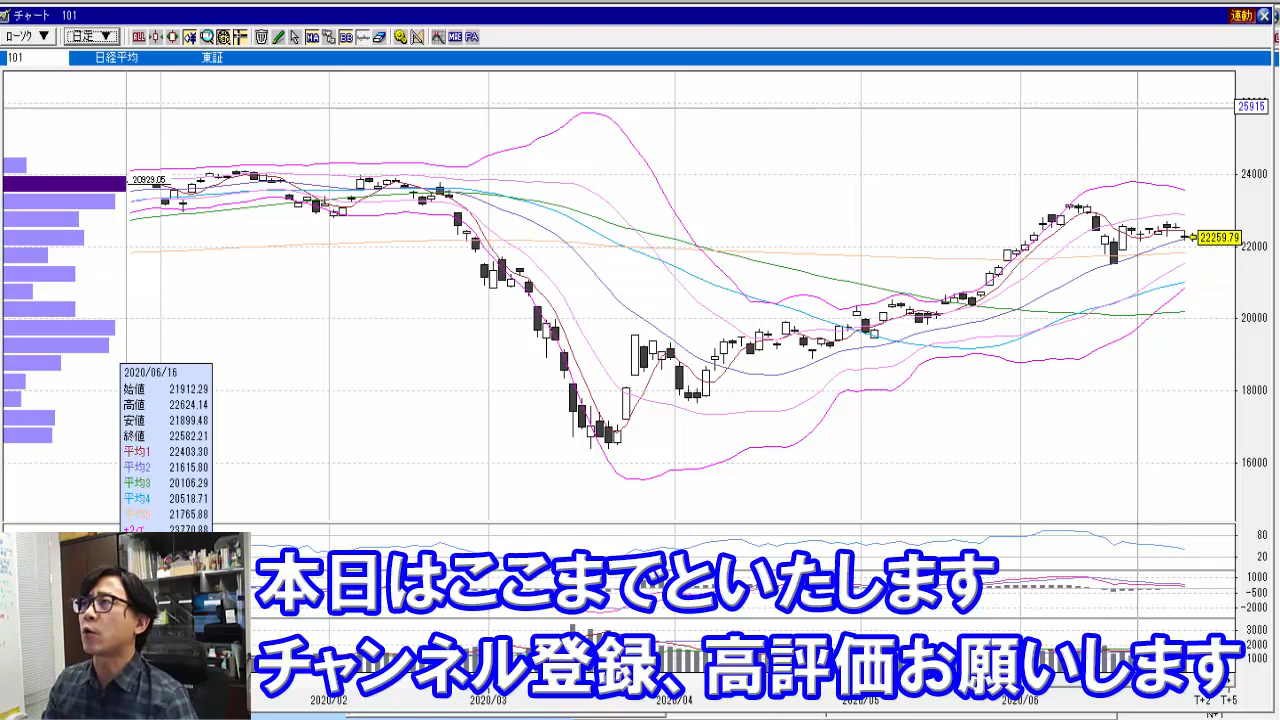 チャート 101
連動
ローソク ▼ 日足 ▼
101 日経平均 東証
25915
20929.05
24000
22259.79
22000
20000
18000
16000
2020/06/16
始値 21912.29
高値 22624.14
安値 21899.48
終値 22582.21
平均1 22403.30
平均2 21615.80
平均3 20106.29
平均4 20518.71
平均5 21765.88
+2σ 23770.88
80
20
1000
-500
-2000
3000
2000
1000
本日はここまでといたします
チャンネル登録、高評価お願いします
2020/02 2020/03 2020/04 2020/05 2020/06 T+2 T+5